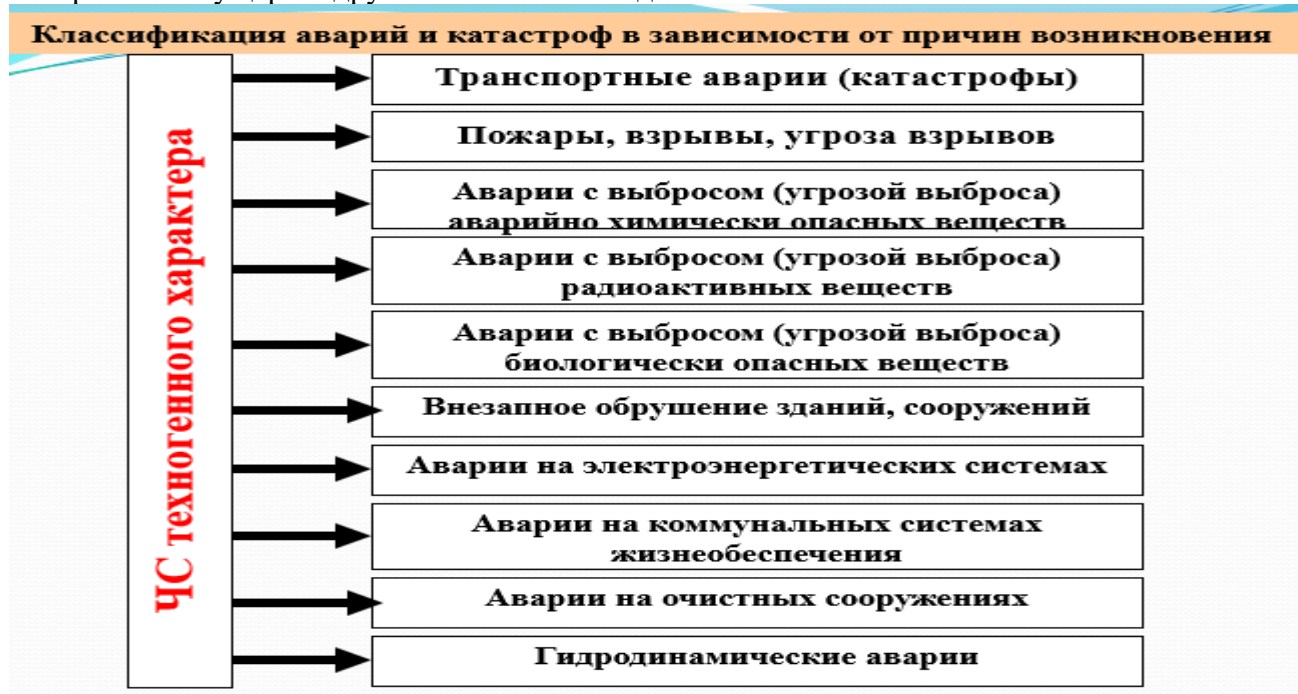 Классификация аварий и катастроф в зависимости от причин возникновения
ЧС техногенного характера
Транспортные аварии (катастрофы)
Пожары, взрывы, угроза взрывов
Аварии с выбросом (угрозой выброса)
аварийно химически опасных веществ
Аварии с выбросом (угрозой выброса)
радиоактивных веществ
Аварии с выбросом (угрозой выброса)
биологически опасных веществ
Внезапное обрушение зданий, сооружений
Аварии на электроэнергетических системах
Аварии на коммунальных системах
жизнеобеспечения
Аварии на очистных сооружениях
Гидродинамические аварии